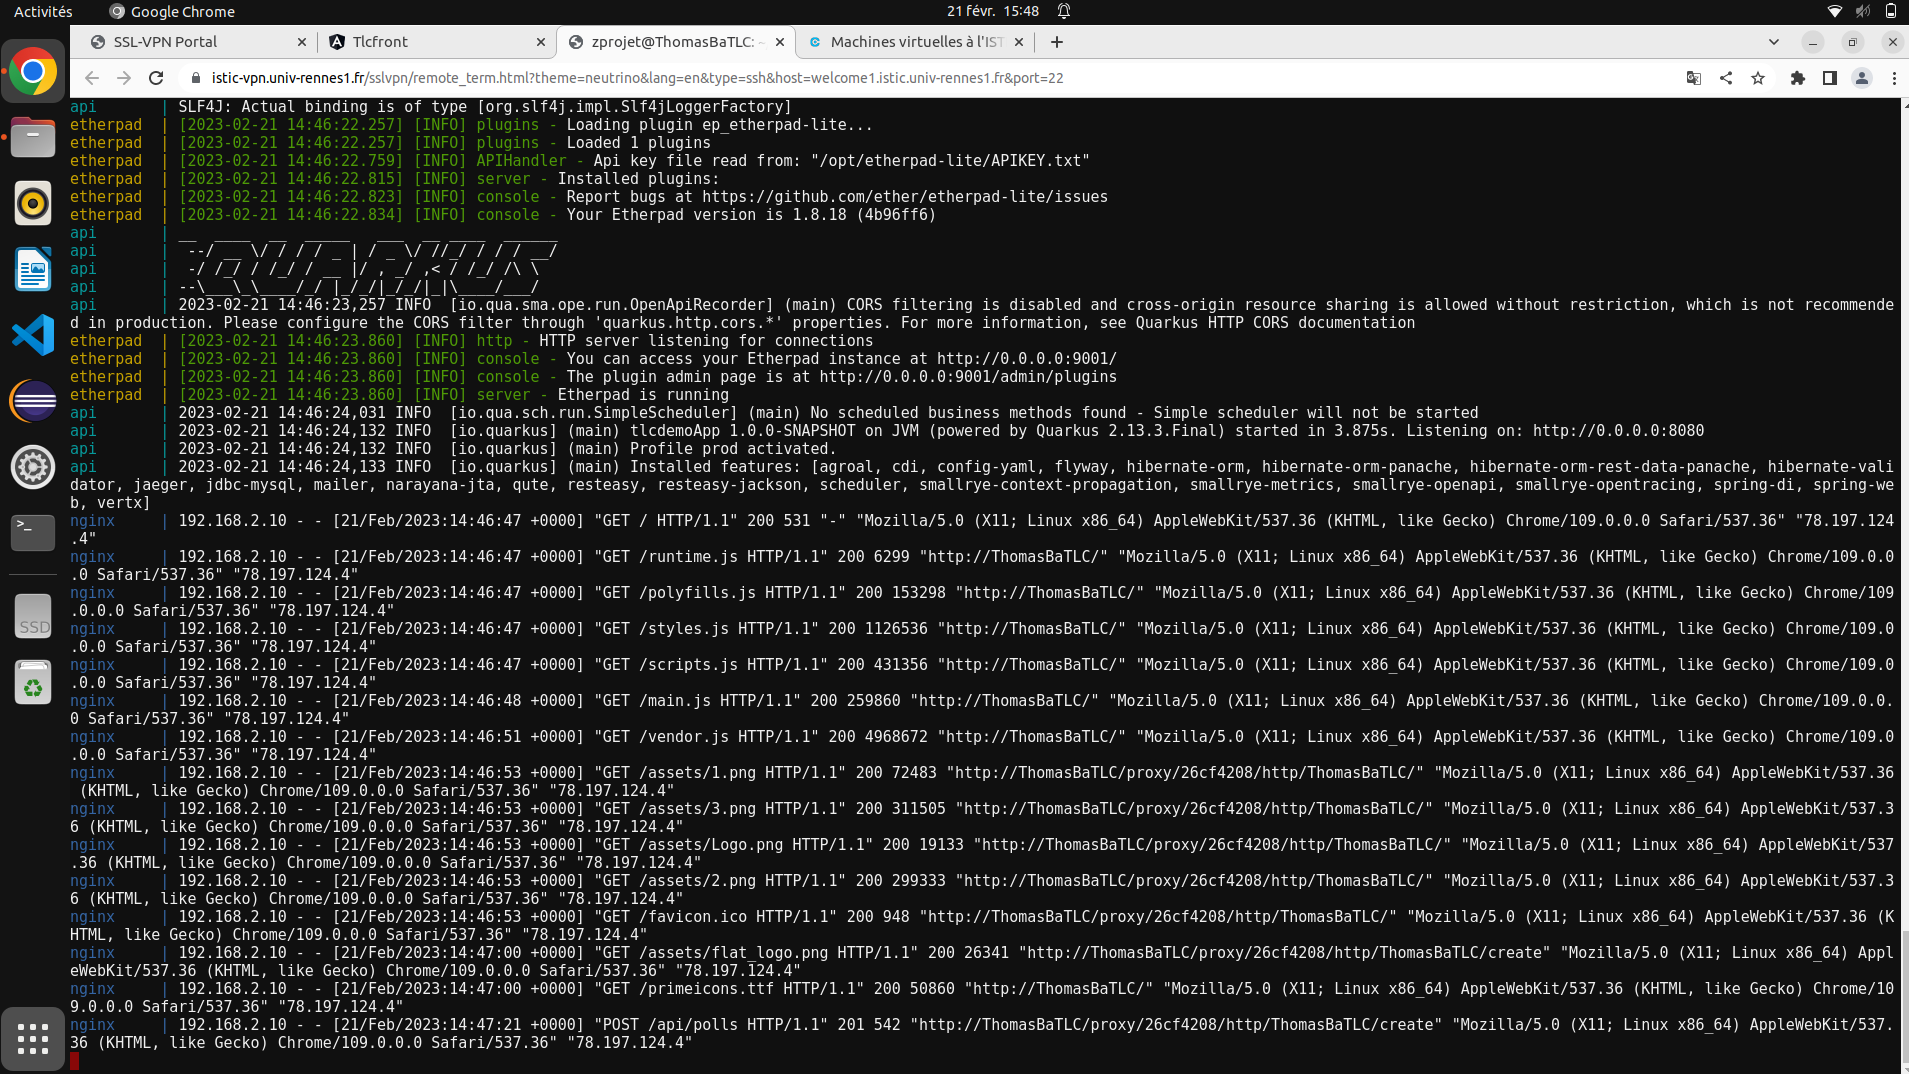 Activités
Google Chrome
21 févr. 15:48
SSL-VPN Portal
Tlcfront
zprojet@ThomasBaTLC: ~
Machines virtuelles à l'IST
istic-vpn.univ-rennes1.fr/sslvpn/remote_term.html?theme=neutrino&lang=en&type=ssh&host=welcome1.istic.univ-rennes1.fr&port=22
api | SLF4J: Actual binding is of type [org.slf4j.impl.Slf4jLoggerFactory]
etherpad | [2023-02-21 14:46:22.257] [INFO] plugins - Loading plugin ep_etherpad-lite...
etherpad | [2023-02-21 14:46:22.257] [INFO] plugins - Loaded 1 plugins
etherpad | [2023-02-21 14:46:22.759] [INFO] APIHandler - Api key file read from: "/opt/etherpad-lite/APIKEY.txt"
etherpad | [2023-02-21 14:46:22.815] [INFO] server - Installed plugins:
etherpad | [2023-02-21 14:46:22.823] [INFO] console - Report bugs at https://github.com/ether/etherpad-lite/issues
etherpad | [2023-02-21 14:46:22.834] [INFO] console - Your Etherpad version is 1.8.18 (4b96ff6)
api | __  ____  __  _____   ___  __ ____  ______
api |  --/ __ \/ / / / _ | / _ \/ //_/ / / / __/
api |  -/ /_/ / /_/ / __ |/ , _/ ,< / /_/ /\ \
api | --\___\_\____/_/ |_/_/|_/_/|_|\____/___/
api | 2023-02-21 14:46:23,257 INFO [io.qua.sma.ope.run.OpenApiRecorder] (main) CORS filtering is disabled and cross-origin resource sharing is allowed without restriction, which is not recommende
d in production. Please configure the CORS filter through 'quarkus.http.cors.*' properties. For more information, see Quarkus HTTP CORS documentation
etherpad | [2023-02-21 14:46:23.860] [INFO] http - HTTP server listening for connections
etherpad | [2023-02-21 14:46:23.860] [INFO] console - You can access your Etherpad instance at http://0.0.0.0:9001/
etherpad | [2023-02-21 14:46:23.860] [INFO] console - The plugin admin page is at http://0.0.0.0:9001/admin/plugins
etherpad | [2023-02-21 14:46:23.860] [INFO] server - Etherpad is running
api | 2023-02-21 14:46:24,031 INFO [io.qua.sch.run.SimpleScheduler] (main) No scheduled business methods found - Simple scheduler will not be started
api | 2023-02-21 14:46:24,132 INFO [io.quarkus] (main) tlcdemoApp 1.0.0-SNAPSHOT on JVM (powered by Quarkus 2.13.3.Final) started in 3.875s. Listening on: http://0.0.0.0:8080
api | 2023-02-21 14:46:24,132 INFO [io.quarkus] (main) Profile prod activated.
api | 2023-02-21 14:46:24,133 INFO [io.quarkus] (main) Installed features: [agroal, cdi, config-yaml, flyway, hibernate-orm, hibernate-orm-panache, hibernate-orm-rest-data-panache, hibernate-vali
dator, jaeger, jdbc-mysql, mailer, narayana-jta, qute, resteasy, resteasy-jackson, scheduler, smallrye-context-propagation, smallrye-metrics, smallrye-openapi, smallrye-opentracing, spring-di, spring-we
b, vertx]
nginx | 192.168.2.10 - - [21/Feb/2023:14:46:47 +0000] "GET / HTTP/1.1" 200 531 "-" "Mozilla/5.0 (X11; Linux x86_64) AppleWebKit/537.36 (KHTML, like Gecko) Chrome/109.0.0.0 Safari/537.36" "78.197.124
.4"
nginx | 192.168.2.10 - - [21/Feb/2023:14:46:47 +0000] "GET /runtime.js HTTP/1.1" 200 6299 "http://ThomasBaTLC/" "Mozilla/5.0 (X11; Linux x86_64) AppleWebKit/537.36 (KHTML, like Gecko) Chrome/109.0.0
.0 Safari/537.36" "78.197.124.4"
nginx | 192.168.2.10 - - [21/Feb/2023:14:46:47 +0000] "GET /polyfills.js HTTP/1.1" 200 153298 "http://ThomasBaTLC/" "Mozilla/5.0 (X11; Linux x86_64) AppleWebKit/537.36 (KHTML, like Gecko) Chrome/109
.0.0.0 Safari/537.36" "78.197.124.4"
nginx | 192.168.2.10 - - [21/Feb/2023:14:46:47 +0000] "GET /styles.js HTTP/1.1" 200 1126536 "http://ThomasBaTLC/" "Mozilla/5.0 (X11; Linux x86_64) AppleWebKit/537.36 (KHTML, like Gecko) Chrome/109.0
.0.0 Safari/537.36" "78.197.124.4"
nginx | 192.168.2.10 - - [21/Feb/2023:14:46:47 +0000] "GET /scripts.js HTTP/1.1" 200 431356 "http://ThomasBaTLC/" "Mozilla/5.0 (X11; Linux x86_64) AppleWebKit/537.36 (KHTML, like Gecko) Chrome/109.0
.0.0 Safari/537.36" "78.197.124.4"
nginx | 192.168.2.10 - - [21/Feb/2023:14:46:48 +0000] "GET /main.js HTTP/1.1" 200 259860 "http://ThomasBaTLC/" "Mozilla/5.0 (X11; Linux x86_64) AppleWebKit/537.36 (KHTML, like Gecko) Chrome/109.0.0.
0 Safari/537.36" "78.197.124.4"
nginx | 192.168.2.10 - - [21/Feb/2023:14:46:51 +0000] "GET /vendor.js HTTP/1.1" 200 4968672 "http://ThomasBaTLC/" "Mozilla/5.0 (X11; Linux x86_64) AppleWebKit/537.36 (KHTML, like Gecko) Chrome/109.0
.0.0 Safari/537.36" "78.197.124.4"
nginx | 192.168.2.10 - - [21/Feb/2023:14:46:53 +0000] "GET /assets/1.png HTTP/1.1" 200 72483 "http://ThomasBaTLC/proxy/26cf4208/http/ThomasBaTLC/" "Mozilla/5.0 (X11; Linux x86_64) AppleWebKit/537.36
(KHTML, like Gecko) Chrome/109.0.0.0 Safari/537.36" "78.197.124.4"
nginx | 192.168.2.10 - - [21/Feb/2023:14:46:53 +0000] "GET /assets/3.png HTTP/1.1" 200 311505 "http://ThomasBaTLC/proxy/26cf4208/http/ThomasBaTLC/" "Mozilla/5.0 (X11; Linux x86_64) AppleWebKit/537.3
6 (KHTML, like Gecko) Chrome/109.0.0.0 Safari/537.36" "78.197.124.4"
nginx | 192.168.2.10 - - [21/Feb/2023:14:46:53 +0000] "GET /assets/Logo.png HTTP/1.1" 200 19133 "http://ThomasBaTLC/proxy/26cf4208/http/ThomasBaTLC/" "Mozilla/5.0 (X11; Linux x86_64) AppleWebKit/537
.36 (KHTML, like Gecko) Chrome/109.0.0.0 Safari/537.36" "78.197.124.4"
nginx | 192.168.2.10 - - [21/Feb/2023:14:46:53 +0000] "GET /assets/2.png HTTP/1.1" 200 299333 "http://ThomasBaTLC/proxy/26cf4208/http/ThomasBaTLC/" "Mozilla/5.0 (X11; Linux x86_64) AppleWebKit/537.3
6 (KHTML, like Gecko) Chrome/109.0.0.0 Safari/537.36" "78.197.124.4"
nginx | 192.168.2.10 - - [21/Feb/2023:14:46:53 +0000] "GET /favicon.ico HTTP/1.1" 200 948 "http://ThomasBaTLC/proxy/26cf4208/http/ThomasBaTLC/" "Mozilla/5.0 (X11; Linux x86_64) AppleWebKit/537.36 (K
HTML, like Gecko) Chrome/109.0.0.0 Safari/537.36" "78.197.124.4"
nginx | 192.168.2.10 - - [21/Feb/2023:14:47:00 +0000] "GET /assets/flat_logo.png HTTP/1.1" 200 26341 "http://ThomasBaTLC/proxy/26cf4208/http/ThomasBaTLC/create" "Mozilla/5.0 (X11; Linux x86_64) Appl
eWebKit/537.36 (KHTML, like Gecko) Chrome/109.0.0.0 Safari/537.36" "78.197.124.4"
nginx | 192.168.2.10 - - [21/Feb/2023:14:47:00 +0000] "GET /primeicons.ttf HTTP/1.1" 200 50860 "http://ThomasBaTLC/" "Mozilla/5.0 (X11; Linux x86_64) AppleWebKit/537.36 (KHTML, like Gecko) Chrome/10
9.0.0.0 Safari/537.36" "78.197.124.4"
nginx | 192.168.2.10 - - [21/Feb/2023:14:47:21 +0000] "POST /api/polls HTTP/1.1" 201 542 "http://ThomasBaTLC/proxy/26cf4208/http/ThomasBaTLC/create" "Mozilla/5.0 (X11; Linux x86_64) AppleWebKit/537.
36 (KHTML, like Gecko) Chrome/109.0.0.0 Safari/537.36" "78.197.124.4"
SSD